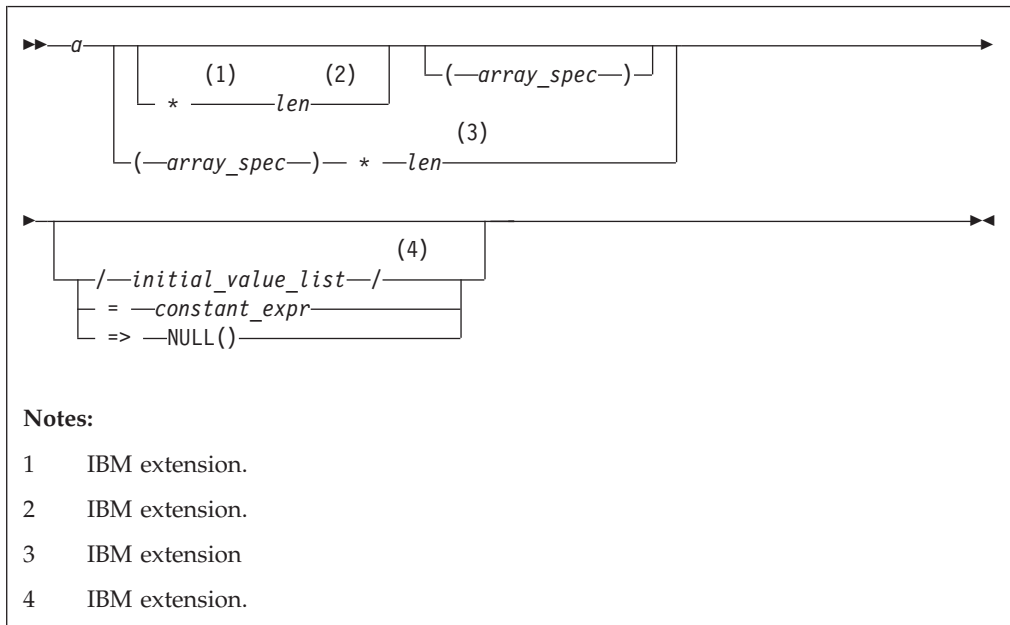 a
(1) (2) ( array_spec )
* len
(3)
( array_spec ) * len
(4)
/ initial_value_list /
= constant_expr
=> NULL()
Notes:
1 IBM extension.
2 IBM extension.
3 IBM extension
4 IBM extension.